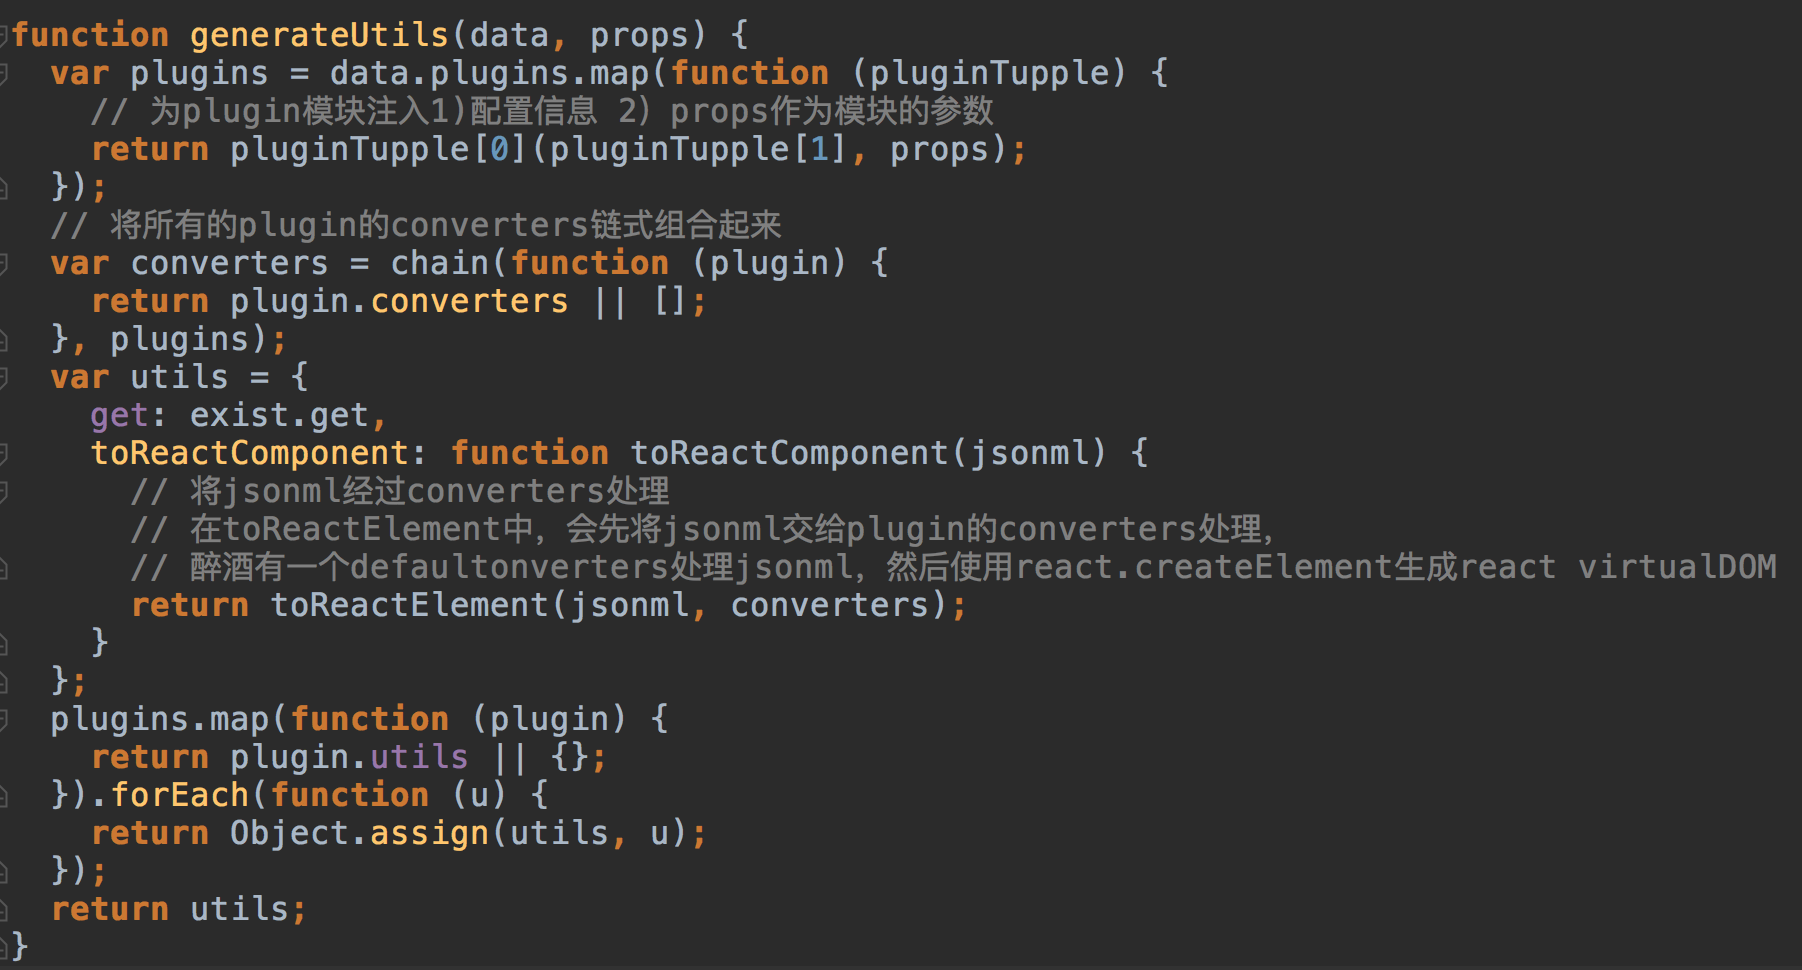 function generateUtils(data, props) {
  var plugins = data.plugins.map(function (pluginTupple) {
    // 为plugin模块注入1)配置信息 2) props作为模块的参数
    return pluginTupple[0](pluginTupple[1], props);
  });
  // 将所有的plugin的converters链式组合起来
  var converters = chain(function (plugin) {
    return plugin.converters || [];
  }, plugins);
  var utils = {
    get: exist.get,
    toReactComponent: function toReactComponent(jsonml) {
      // 将jsonml经过converters处理
      // 在toReactElement中，会先将jsonml交给plugin的converters处理，
      // 醉酒有一个defaultonverters处理jsonml，然后使用react.createElement生成react virtualDOM
      return toReactElement(jsonml, converters);
    }
  };
  plugins.map(function (plugin) {
    return plugin.utils || {};
  }).forEach(function (u) {
    return Object.assign(utils, u);
  });
  return utils;
}